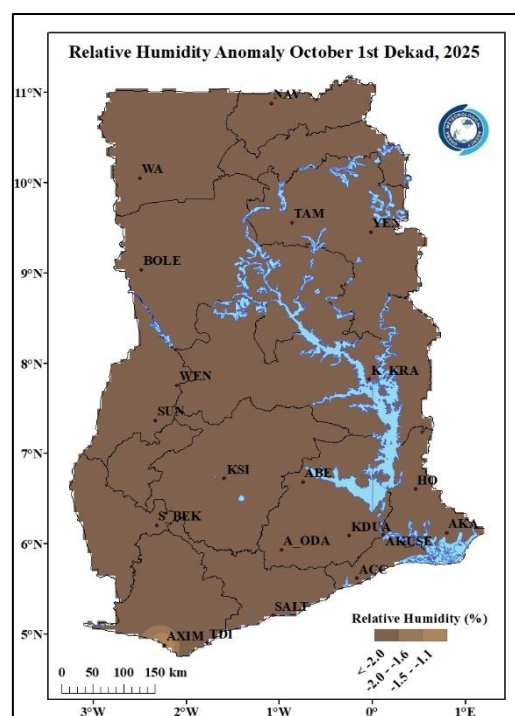 Relative Humidity Anomaly October 1st Dekad, 2025
11°N
NAV
10°N
WA
TAM
YEN
9°N
BOLE
8°N
WEN
K_KRA
SUN
7°N
KSI
ABE
HO
S_BEK
KDUA
AKA
6°N
A_ODA
AKUSE
ACC
SALT
5°N
AXIM
TDI
Relative Humidity (%)
<-2.0
-2.0 - -1.6
-1.5 - -1.1
0 50 100 150 km
3°W 2°W 1°W 0° 1°E